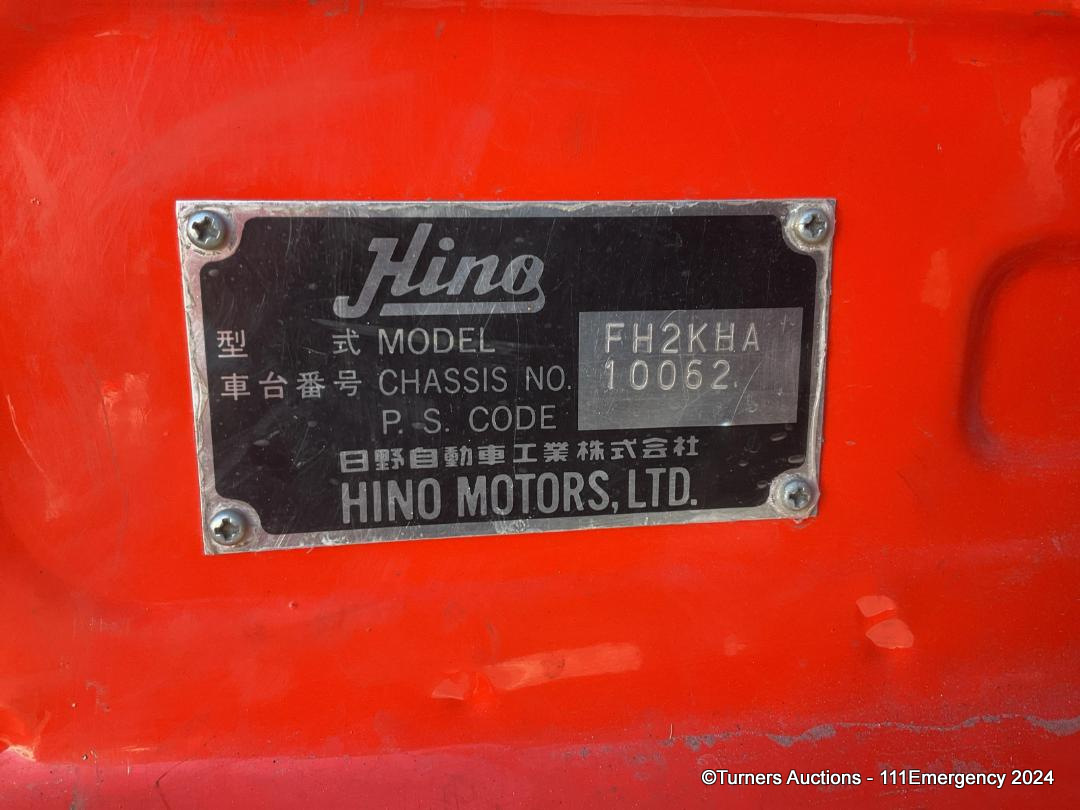 Hino
型 式 MODEL FH2KHA
車台番号 CHASSIS NO. 10062
P. S. CODE
日野自動車工業株式会社
HINO MOTORS, LTD.
©Turners Auctions - 111Emergency 2024